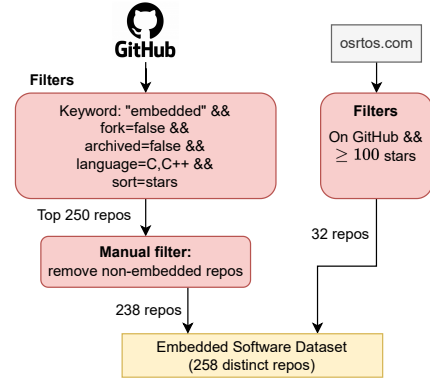 GitHub
osrtos.com
Filters
Keyword: "embedded" &&
fork=false &&
archived=false &&
language=C,C++ &&
sort=stars
Filters
On GitHub &&
≥ 100 stars
Top 250 repos
32 repos
Manual filter:
remove non-embedded repos
238 repos
Embedded Software Dataset
(258 distinct repos)